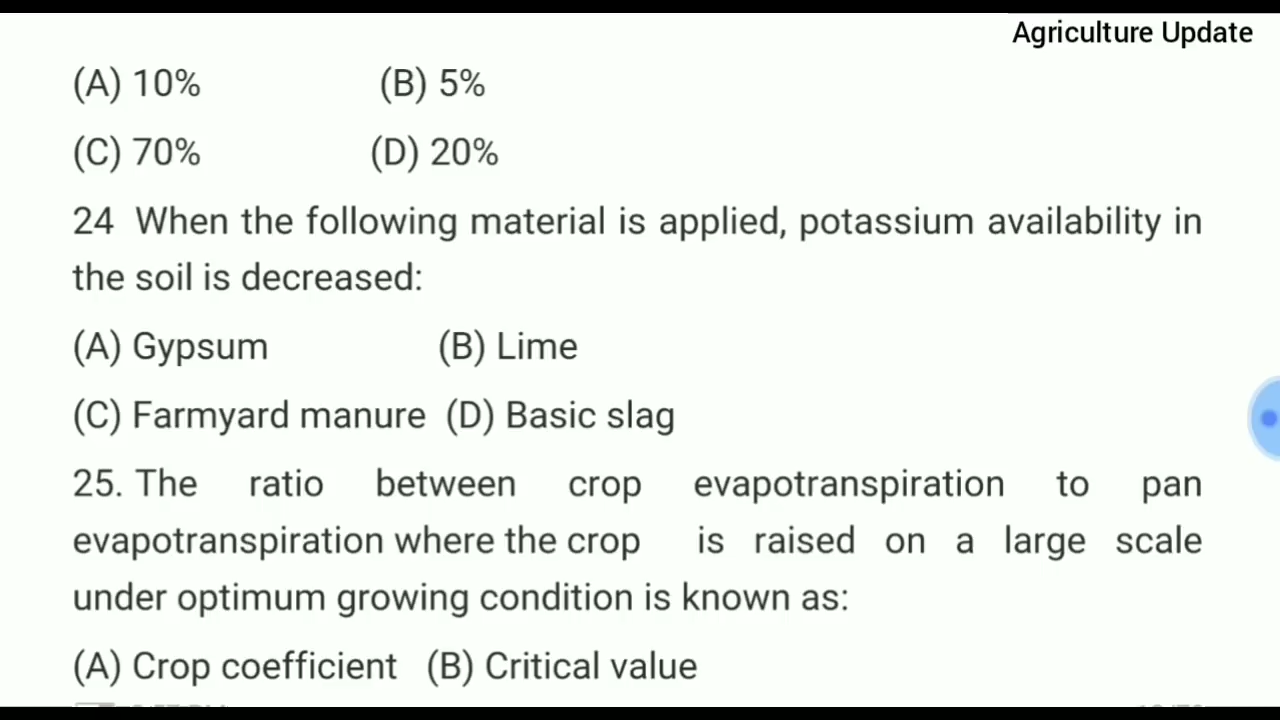 Agriculture Update
(A) 10% (B) 5%
(C) 70% (D) 20%
24 When the following material is applied, potassium availability in
the soil is decreased:
(A) Gypsum (B) Lime
(C) Farmyard manure (D) Basic slag
25. The ratio between crop evapotranspiration to pan
evapotranspiration where the crop is raised on a large scale
under optimum growing condition is known as:
(A) Crop coefficient (B) Critical value